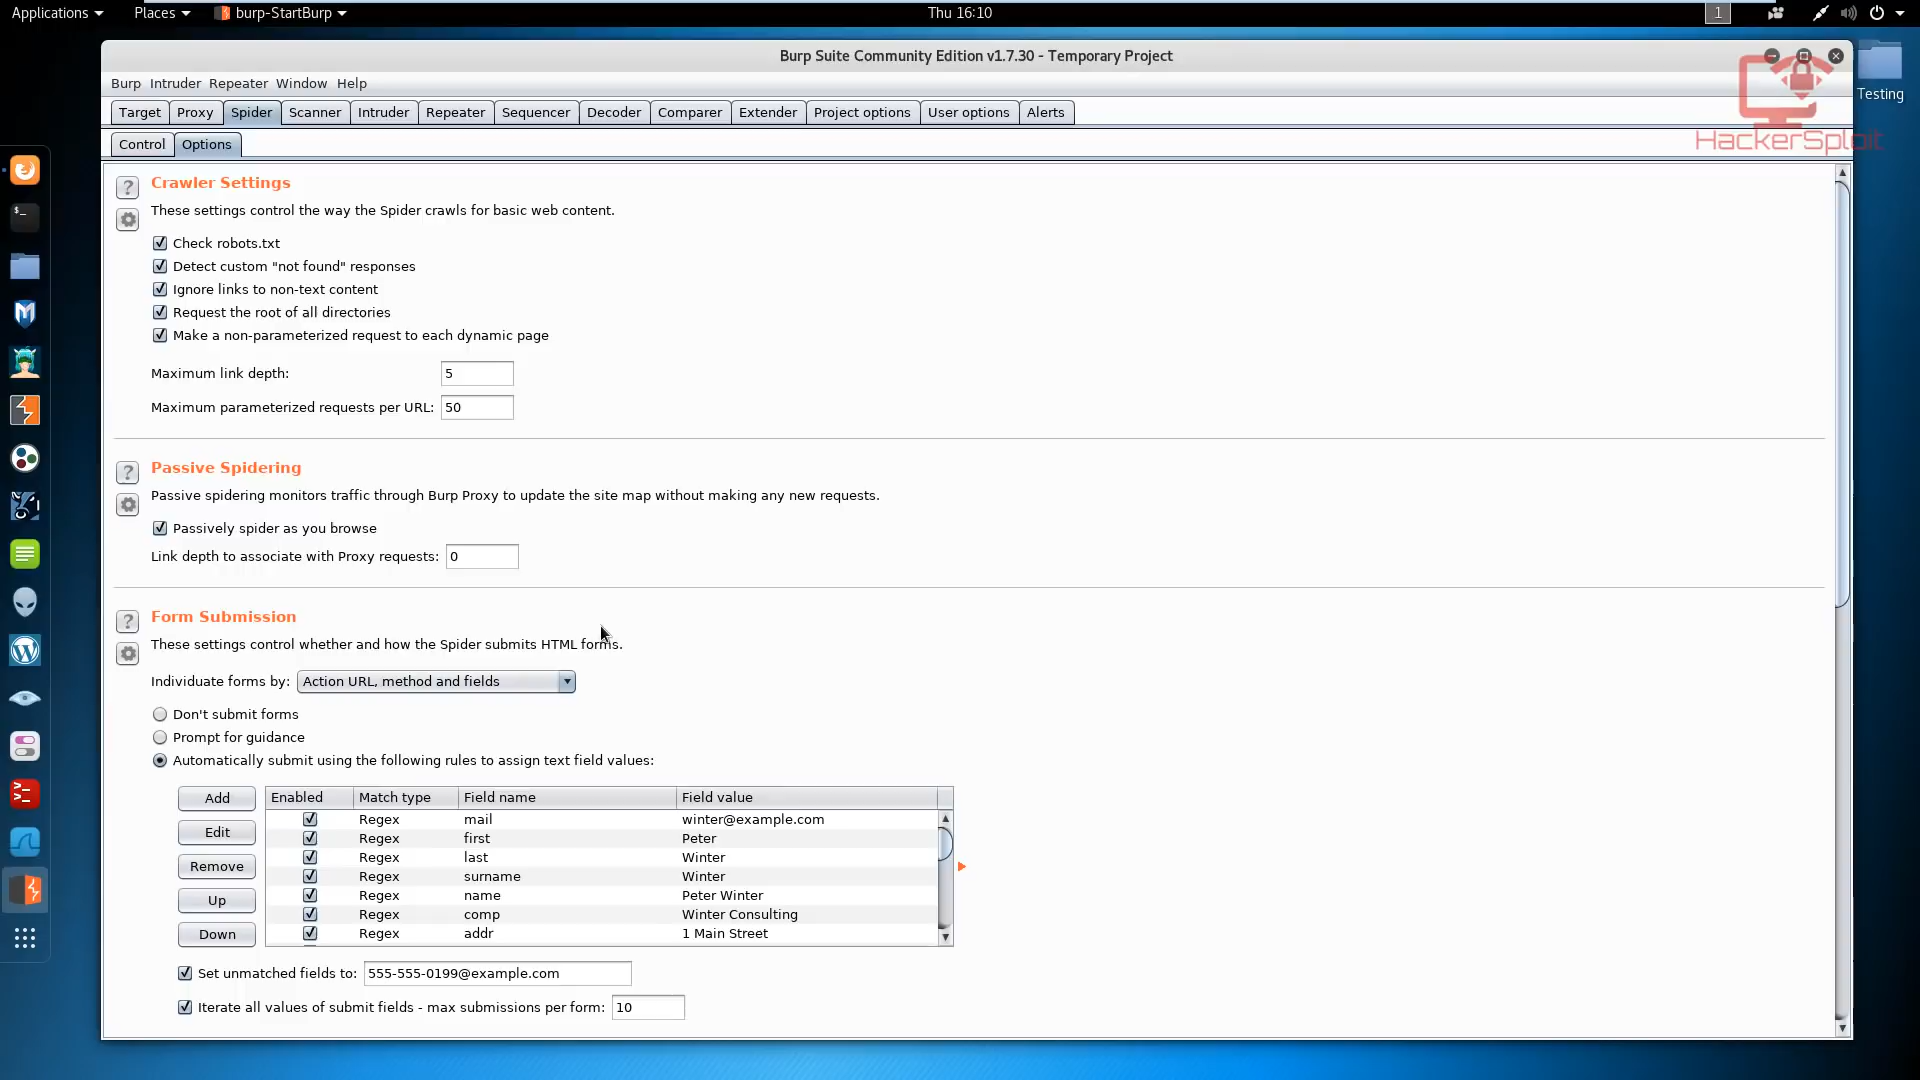 Applications Places burp-StartBurp Thu 16:10 1
Burp Suite Community Edition v1.7.30 - Temporary Project
Testing
Burp Intruder Repeater Window Help
HackerSploit
Target Proxy Spider Scanner Intruder Repeater Sequencer Decoder Comparer Extender Project options User options Alerts
Control Options
? Crawler Settings
These settings control the way the Spider crawls for basic web content.
Check robots.txt
Detect custom "not found" responses
Ignore links to non-text content
Request the root of all directories
Make a non-parameterized request to each dynamic page
Maximum link depth: 5
Maximum parameterized requests per URL: 50
? Passive Spidering
Passive spidering monitors traffic through Burp Proxy to update the site map without making any new requests.
Passively spider as you browse
Link depth to associate with Proxy requests: 0
? Form Submission
These settings control whether and how the Spider submits HTML forms.
Individuate forms by: Action URL, method and fields
Don't submit forms
Prompt for guidance
Automatically submit using the following rules to assign text field values:
Add
Edit
Remove
Up
Down
Enabled Match type Field name Field value
Regex mail winter@example.com
Regex first Peter
Regex last Winter
Regex surname Winter
Regex name Peter Winter
Regex comp Winter Consulting
Regex addr 1 Main Street
Set unmatched fields to: 555-555-0199@example.com
Iterate all values of submit fields - max submissions per form: 10